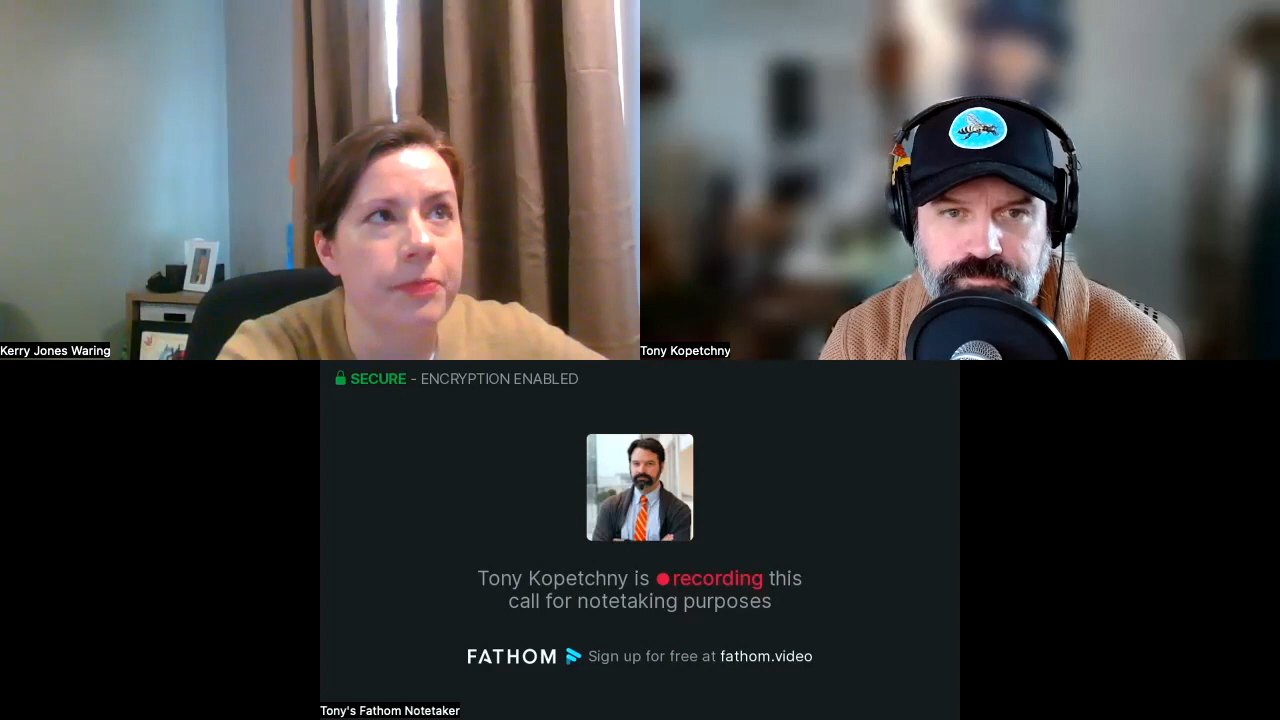 Kerry Jones Waring
Tony Kopetchny
SECURE - ENCRYPTION ENABLED
Tony Kopetchny is recording this
call for notetaking purposes
FATHOM Sign up for free at fathom.video
Tony's Fathom Notetaker